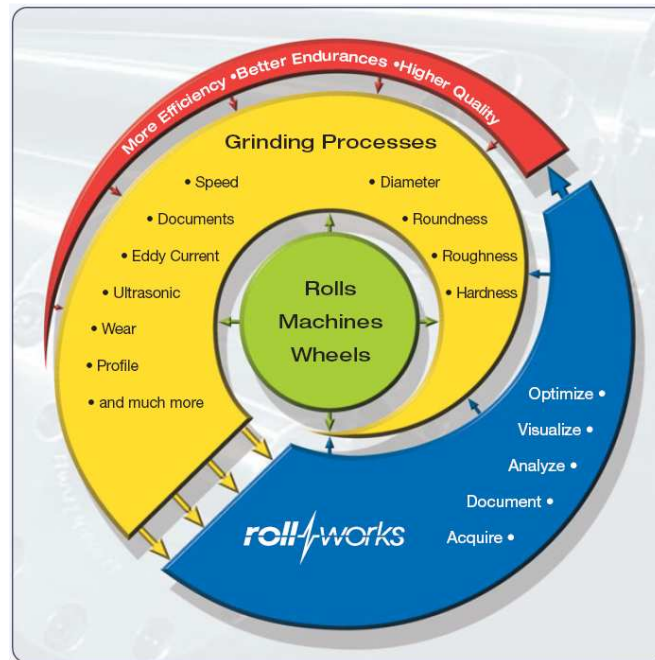 More Efficiency •Better Endurances •Higher Quality
Grinding Processes
• Speed
• Documents
• Eddy Current
• Ultrasonic
• Wear
• Profile
• and much more
• Diameter
• Roundness
• Roughness
• Hardness
Rolls
Machines
Wheels
Optimize •
Visualize •
Analyze •
Document •
Acquire •
roll works